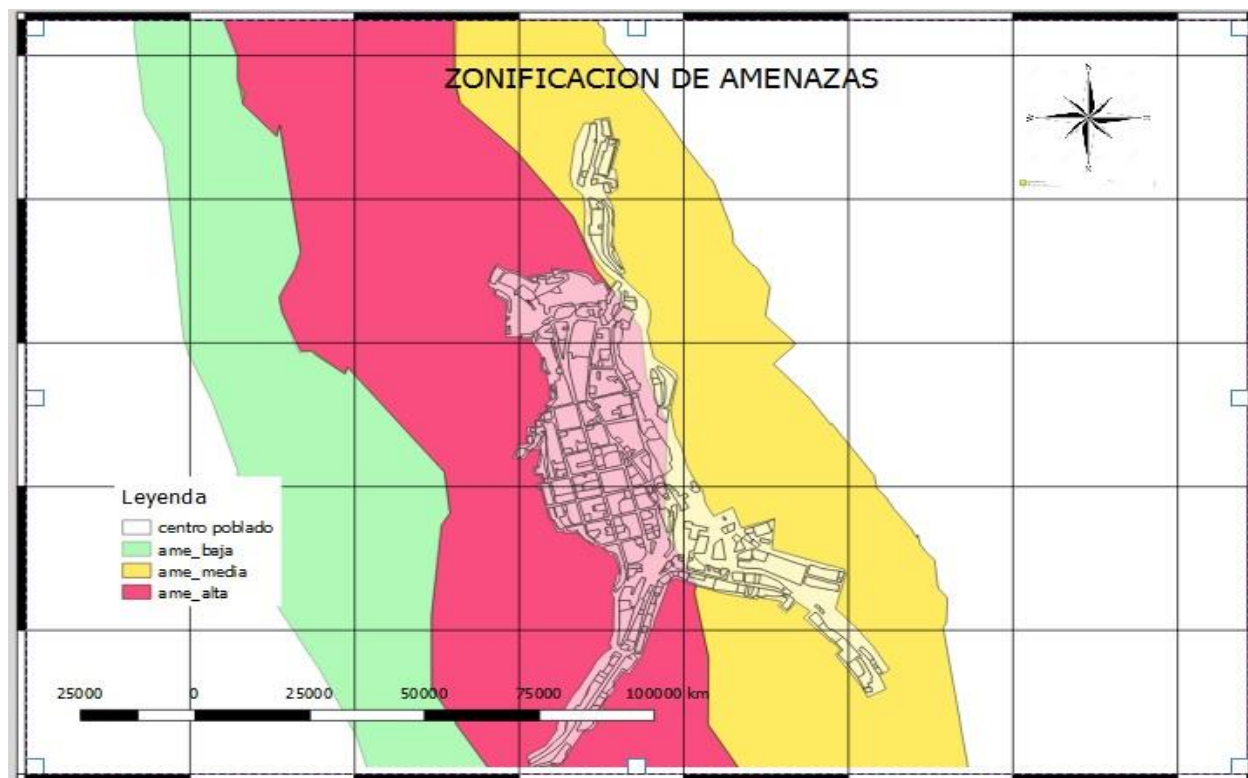 ZONIFICACION DE AMENAZAS
N
S
Leyenda
centro poblado
ame_baja
ame_media
ame_alta
25000 0 25000 50000 75000 100000 km